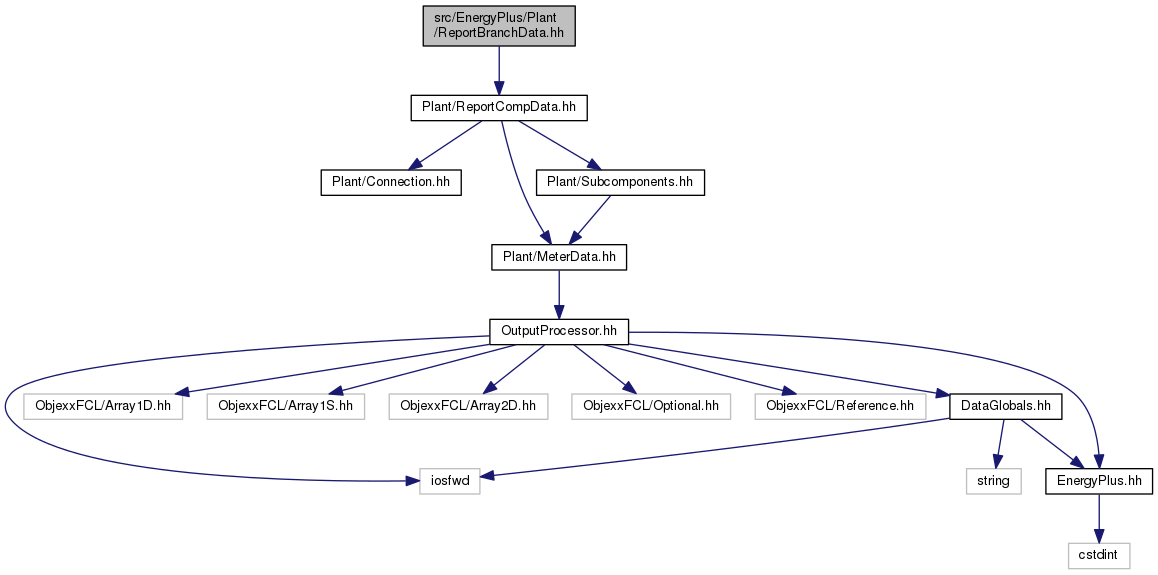 src/EnergyPlus/Plant
/ReportBranchData.hh
Plant/ReportCompData.hh
Plant/Connection.hh
Plant/Subcomponents.hh
Plant/MeterData.hh
OutputProcessor.hh
ObjexxFCL/Array1D.hh
ObjexxFCL/Array1S.hh
ObjexxFCL/Array2D.hh
ObjexxFCL/Optional.hh
ObjexxFCL/Reference.hh
DataGlobals.hh
iosfwd
string
EnergyPlus.hh
cstdint